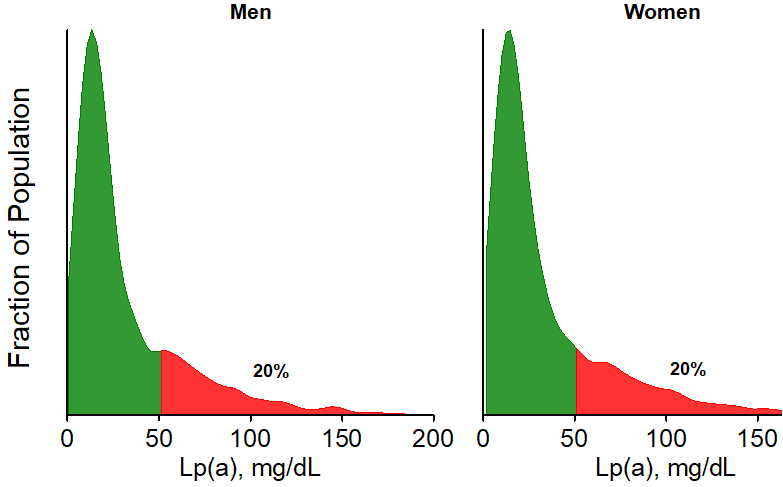 Men
Women
Fraction of Population
20%
20%
0 50 100 150 200
0 50 100 150
Lp(a), mg/dL
Lp(a), mg/dL